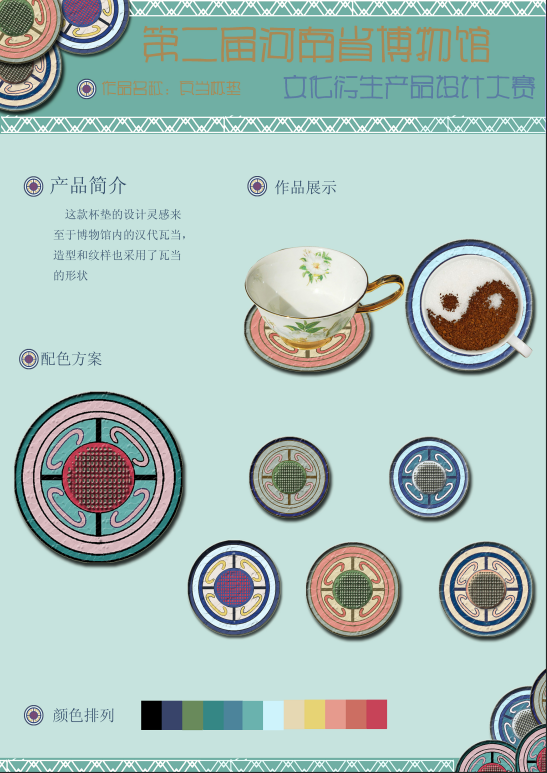 第二届河南省博物馆
作品名称：瓦当杯垫
文化衍生产品设计大赛
产品简介
这款杯垫的设计灵感来
至于博物馆内的汉代瓦当，
造型和纹样也采用了瓦当
的形状
作品展示
配色方案
颜色排列